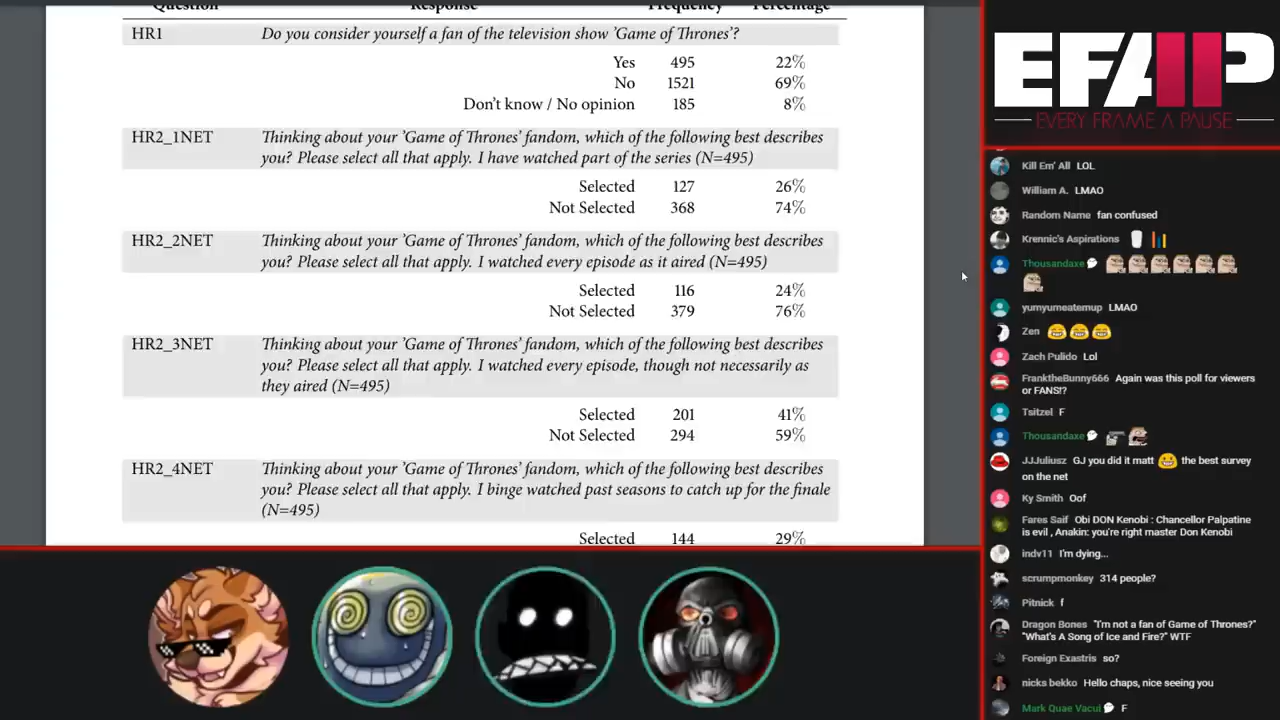 Question Response Frequency Percentage
HR1 Do you consider yourself a fan of the television show 'Game of Thrones'?
Yes 495 22%
No 1521 69%
Don't know / No opinion 185 8%
HR2_1NET Thinking about your 'Game of Thrones' fandom, which of the following best describes
you? Please select all that apply. I have watched part of the series (N=495)
Selected 127 26%
Not Selected 368 74%
HR2_2NET Thinking about your 'Game of Thrones' fandom, which of the following best describes
you? Please select all that apply. I watched every episode as it aired (N=495)
Selected 116 24%
Not Selected 379 76%
HR2_3NET Thinking about your 'Game of Thrones' fandom, which of the following best describes
you? Please select all that apply. I watched every episode, though not necessarily as
they aired (N=495)
Selected 201 41%
Not Selected 294 59%
HR2_4NET Thinking about your 'Game of Thrones' fandom, which of the following best describes
you? Please select all that apply. I binge watched past seasons to catch up for the finale
(N=495)
Selected 144 29%
EFAP
EVERY FRAME A PAUSE
Kill Em' All LOL
William A. LMAO
Random Name fan confused
Krennic's Aspirations
Thousandaxe
yumyumeatemup LMAO
Zen
Zach Pulido Lol
FranktheBunny666 Again was this poll for viewers
or FANS!?
Tsitzel F
Thousandaxe
JJJuliusz GJ you did it matt the best survey
on the net
Ky Smith Oof
Fares Saif Obi DON Kenobi : Chancellor Palpatine
is evil , Anakin: you're right master Don Kenobi
indv11 I'm dying...
scrumpmonkey 314 people?
Pitnick f
Dragon Bones "I'm not a fan of Game of Thrones?"
"What's A Song of Ice and Fire?" WTF
Foreign Exastris so?
nicks bekko Hello chaps, nice seeing you
Mark Quae Vacui F